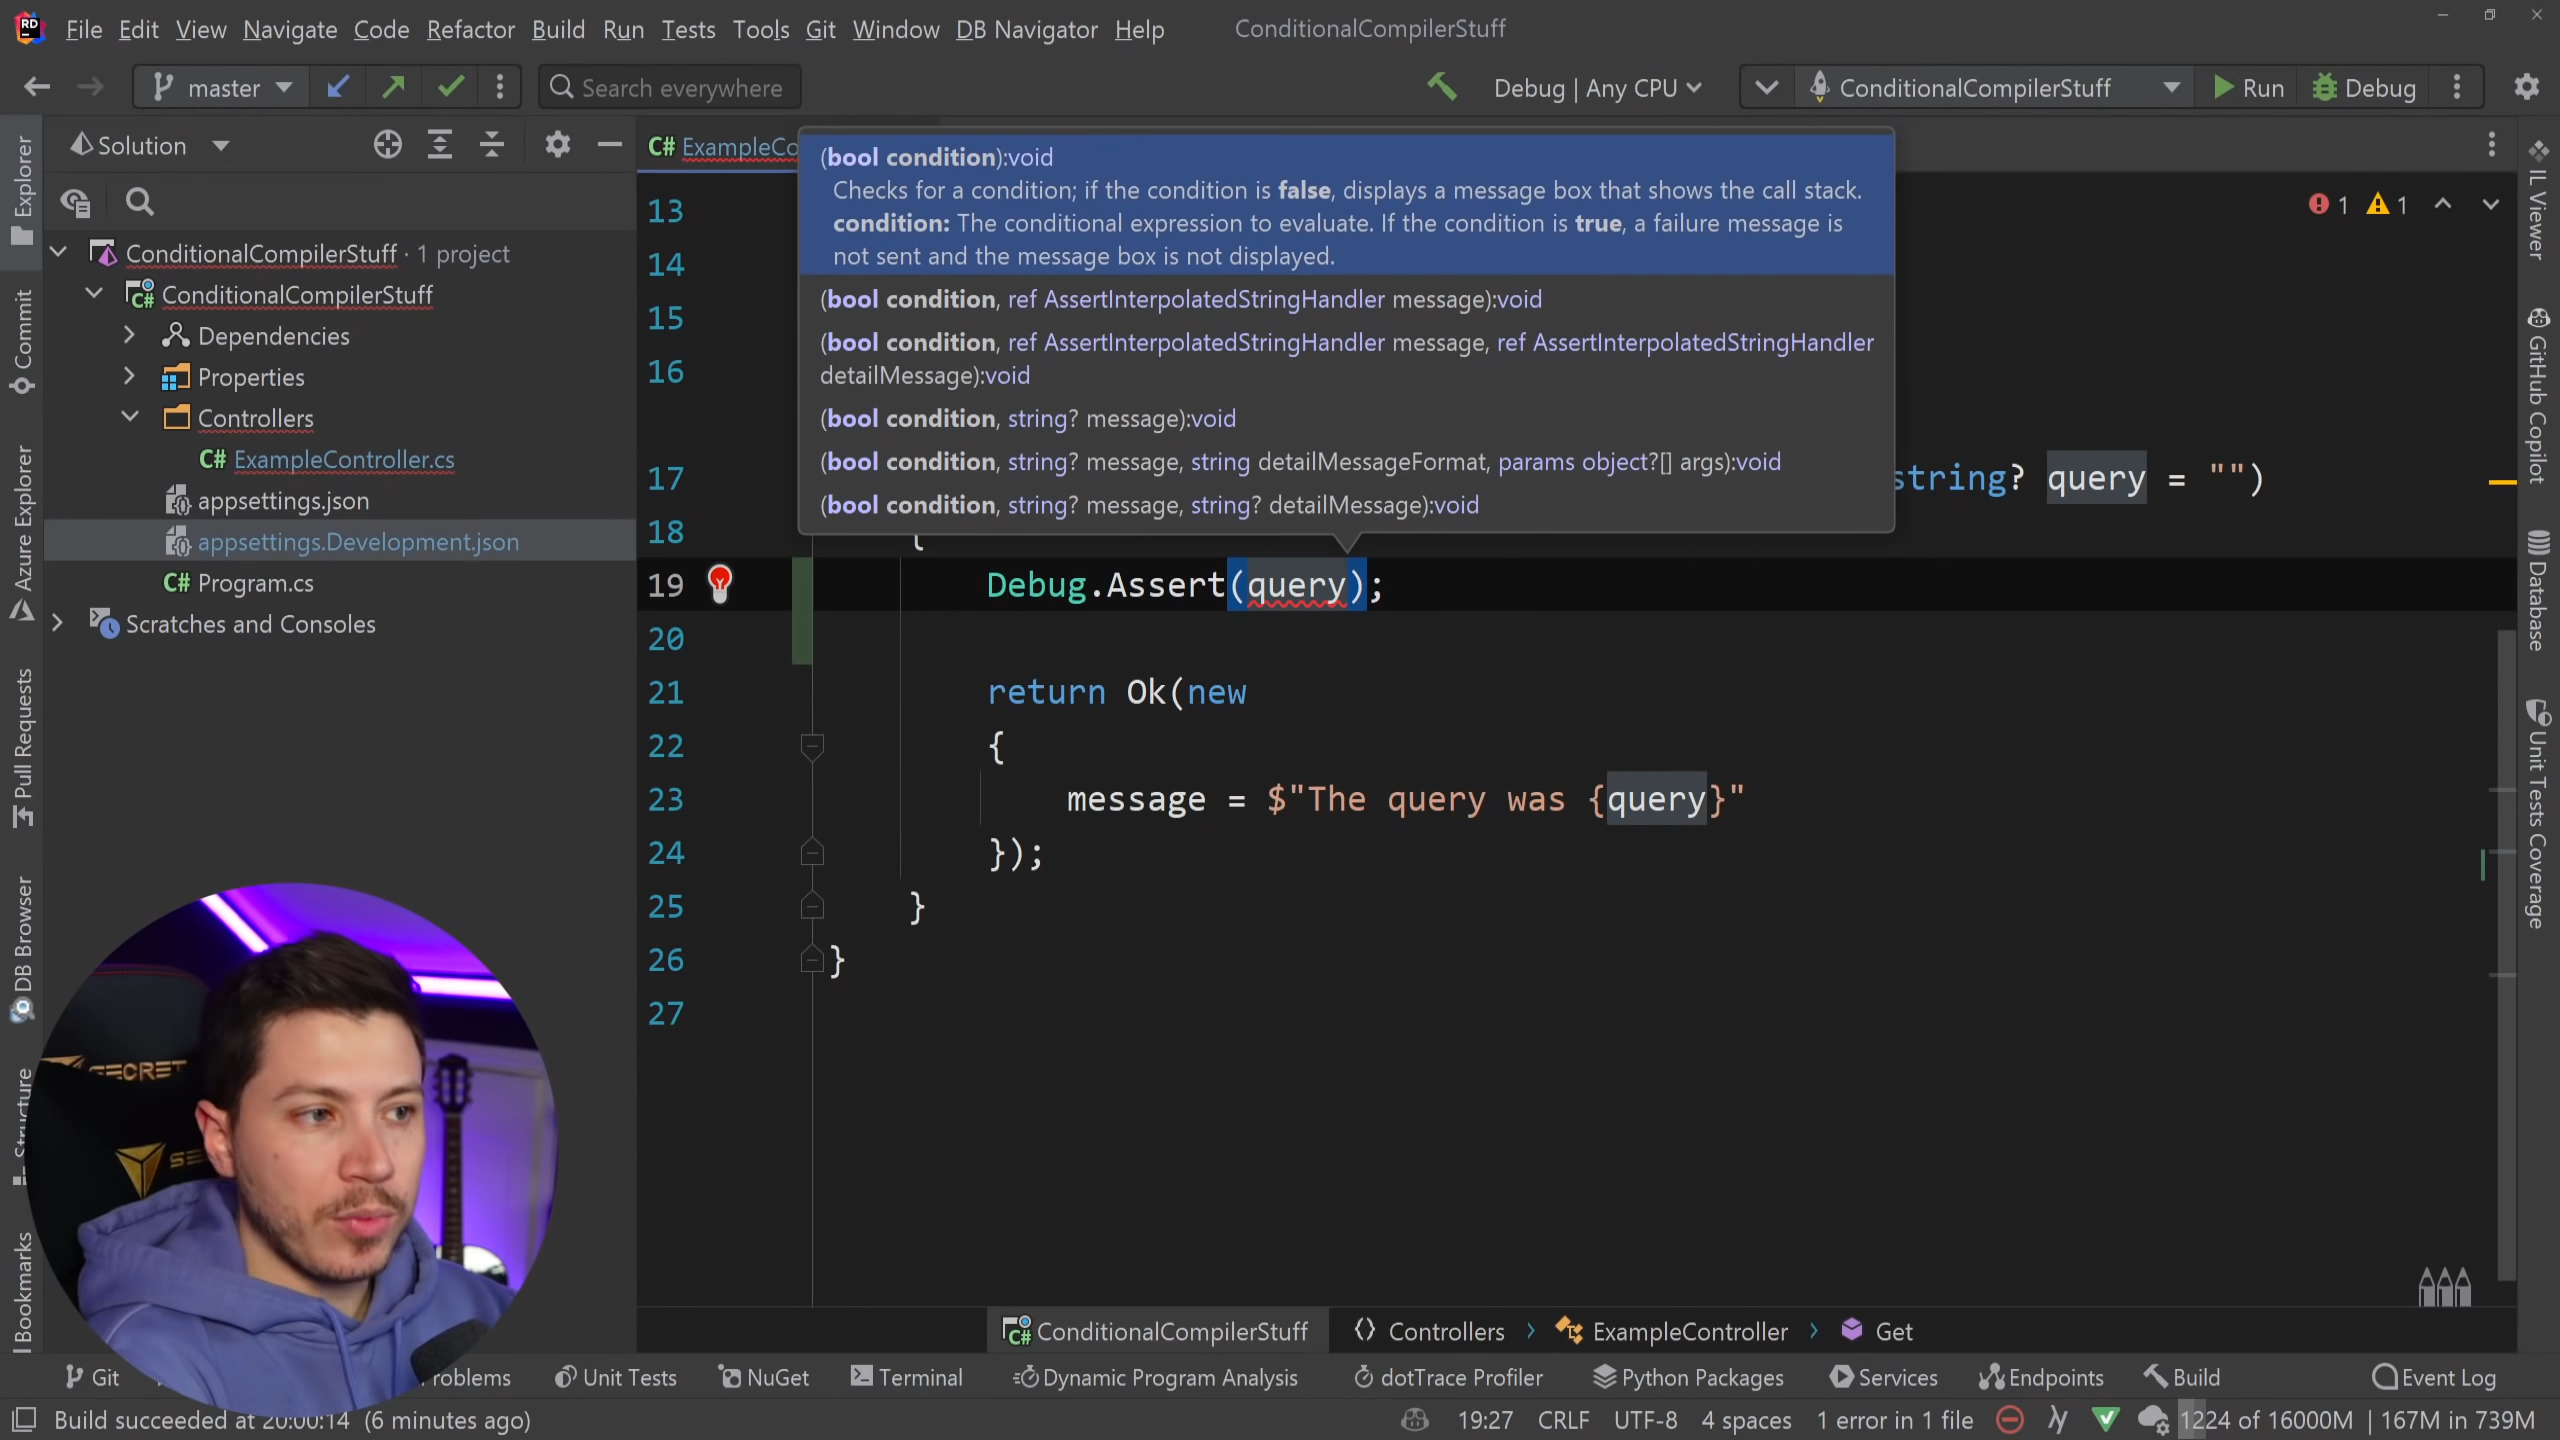 File Edit View Navigate Code Refactor Build Run Tests Tools Git Window DB Navigator Help ConditionalCompilerStuff
master Search everywhere Debug | Any CPU ConditionalCompilerStuff Run Debug
Solution
C# ExampleCo
ConditionalCompilerStuff · 1 project
ConditionalCompilerStuff
Dependencies
Properties
Controllers
C# ExampleController.cs
appsettings.json
appsettings.Development.json
C# Program.cs
Scratches and Consoles
Explorer
Commit
Azure Explorer
Pull Requests
DB Browser
Structure
Bookmarks
(bool condition):void
Checks for a condition; if the condition is false, displays a message box that shows the call stack.
condition: The conditional expression to evaluate. If the condition is true, a failure message is
not sent and the message box is not displayed.
(bool condition, ref AssertInterpolatedStringHandler message):void
(bool condition, ref AssertInterpolatedStringHandler message, ref AssertInterpolatedStringHandler
detailMessage):void
(bool condition, string? message):void
(bool condition, string? message, string detailMessageFormat, params object?[] args):void
(bool condition, string? message, string? detailMessage):void
1 1
13
14
15
16
17 string? query = "")
18 {
19 Debug.Assert(query);
20
21 return Ok(new
22 {
23 message = $"The query was {query}"
24 });
25 }
26 }
27
IL Viewer
GitHub Copilot
Database
Unit Tests Coverage
SECRET
ConditionalCompilerStuff Controllers ExampleController Get
Git roblems Unit Tests NuGet Terminal Dynamic Program Analysis dotTrace Profiler Python Packages Services Endpoints Build Event Log
Build succeeded at 20:00:14 (6 minutes ago) 19:27 CRLF UTF-8 4 spaces 1 error in 1 file 1224 of 16000M | 167M in 739M